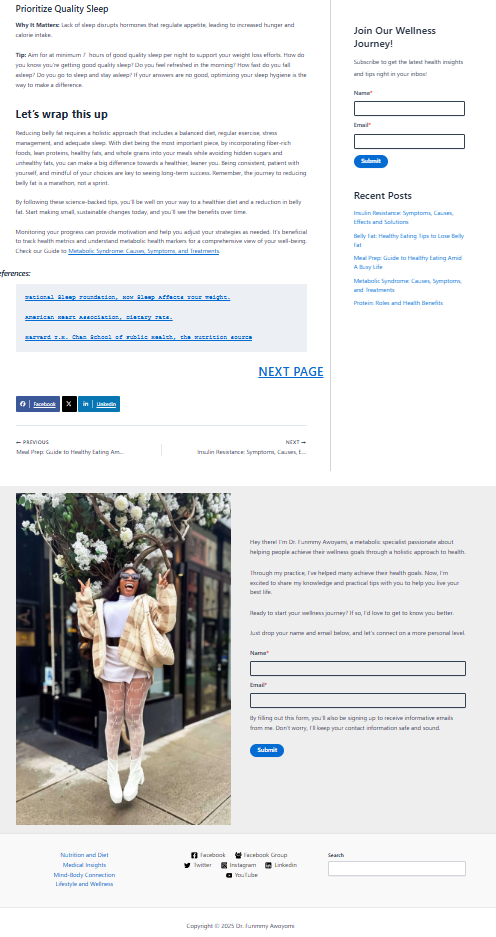 Prioritize Quality Sleep
Why It Matters: Lack of sleep disrupts hormones that regulate appetite, leading to increased hunger and
calorie intake.
Tip: Aim for at minimum 7 hours of good quality sleep per night to support your weight loss efforts. How do
you know you're getting good quality sleep? Do you feel refreshed in the morning? How fast do you fall
asleep? Do you go to sleep and stay asleep? If your answers are no good, optimizing your sleep hygiene is the
way to make a difference.
Let's wrap this up
Reducing belly fat requires a holistic approach that includes a balanced diet, regular exercise, stress
management, and adequate sleep. With diet being the most important piece, by incorporating fiber-rich
foods, lean proteins, healthy fats, and whole grains into your meals while avoiding hidden sugars and
unhealthy fats, you can make a big difference towards a healthier, leaner you. Being consistent, patient with
yourself, and mindful of your choices are key to seeing long-term success. Remember, the journey to reducing
belly fat is a marathon, not a sprint.
By following these science-backed tips, you'll be well on your way to a healthier diet and a reduction in belly
fat. Start making small, sustainable changes today, and you'll see the benefits over time.
Monitoring your progress can provide motivation and help you adjust your strategies as needed. It's beneficial
to track health metrics and understand metabolic health markers for a comprehensive view of your well-being.
Check our Guide to Metabolic Syndrome: Causes, Symptoms, and Treatments.
eferences:
National Sleep Foundation, How Sleep Affects Your Weight.
American Heart Association, Dietary Fats.
Harvard T.H. Chan School of Public Health, The Nutrition Source
NEXT PAGE
Facebook
LinkedIn
← PREVIOUS
Meal Prep: Guide to Healthy Eating Am...
NEXT →
Insulin Resistance: Symptoms, Causes, E...
Join Our Wellness
Journey!
Subscribe to get the latest health insights
and tips right in your inbox!
Name*
Email*
Submit
Recent Posts
Insulin Resistance: Symptoms, Causes,
Effects and Solutions
Belly Fat: Healthy Eating Tips to Lose Belly
Fat
Meal Prep: Guide to Healthy Eating Amid
A Busy Life
Metabolic Syndrome: Causes, Symptoms,
and Treatments
Protein: Roles and Health Benefits
Hey there! I'm Dr. Funmmy Awoyami, a metabolic specialist passionate about
helping people achieve their wellness goals through a holistic approach to health.
Through my practice, I've helped many achieve their health goals. Now, I'm
excited to share my knowledge and practical tips with you to help you live your
best life.
Ready to start your wellness journey? If so, I'd love to get to know you better.
Just drop your name and email below, and let's connect on a more personal level.
Name*
Email*
By filling out this form, you'll also be signing up to receive informative emails
from me. Don't worry, I'll keep your contact information safe and sound.
Submit
Nutrition and Diet
Medical Insights
Mind-Body Connection
Lifestyle and Wellness
Facebook Facebook Group
Twitter Instagram Linkedin
YouTube
Search
Copyright © 2025 Dr. Funmmy Awoyami